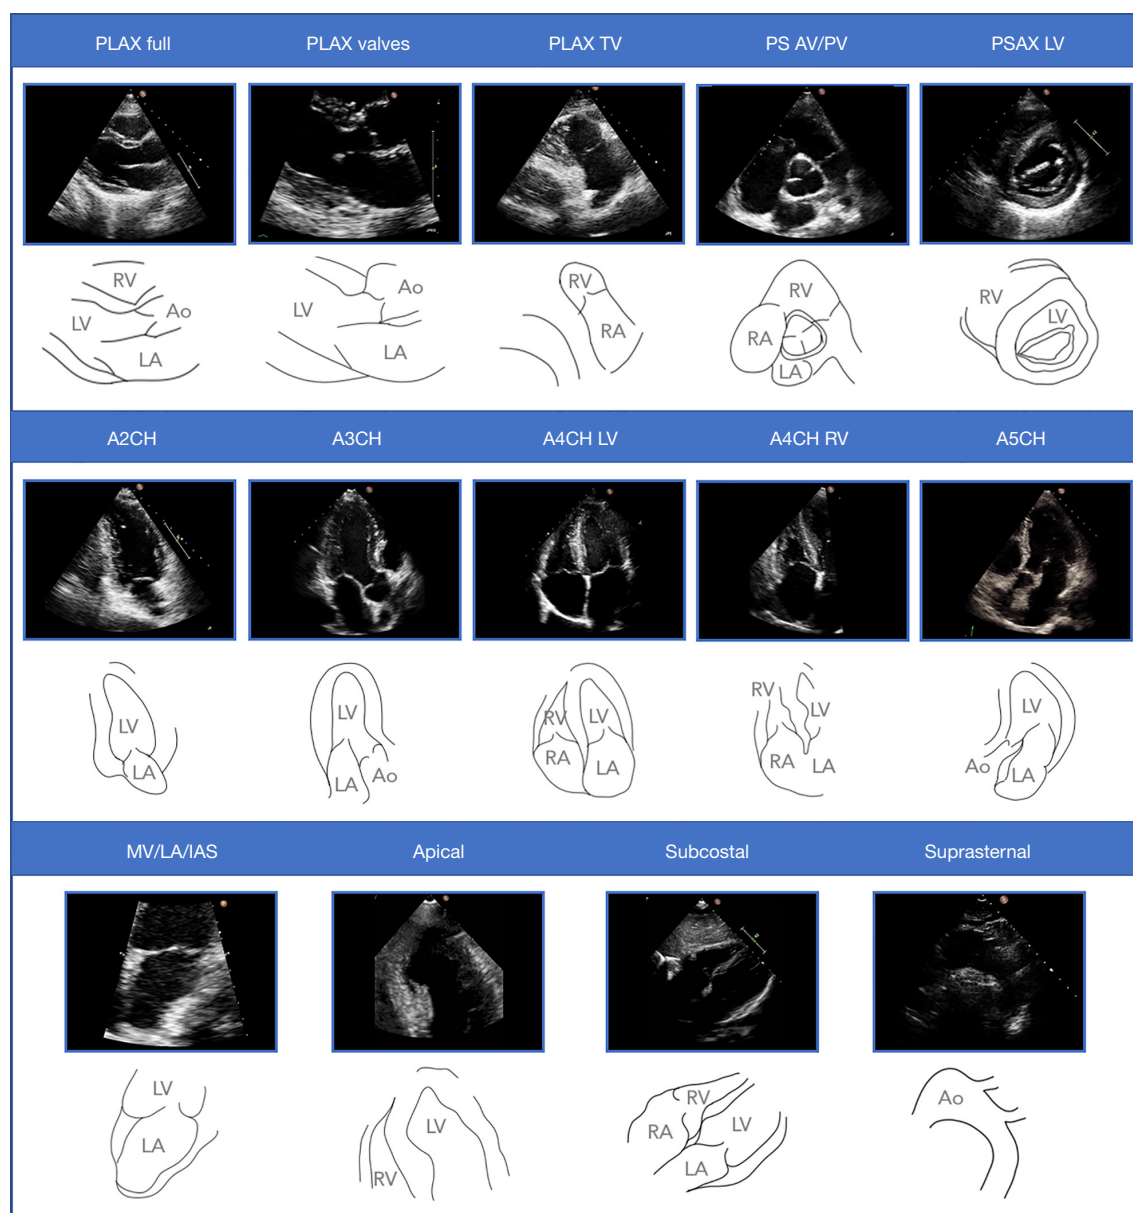 PLAX full PLAX valves PLAX TV PS AV/PV PSAX LV
RV Ao LV LA
Ao LV LA
RV RA
RV RA LA
RV LV
A2CH A3CH A4CH LV A4CH RV A5CH
LV LA
LV LA Ao
RV LV RA LA
RV LV RA LA
LV Ao LA
MV/LA/IAS Apical Subcostal Suprasternal
LV LA
LV RV
RV RA LV LA
Ao